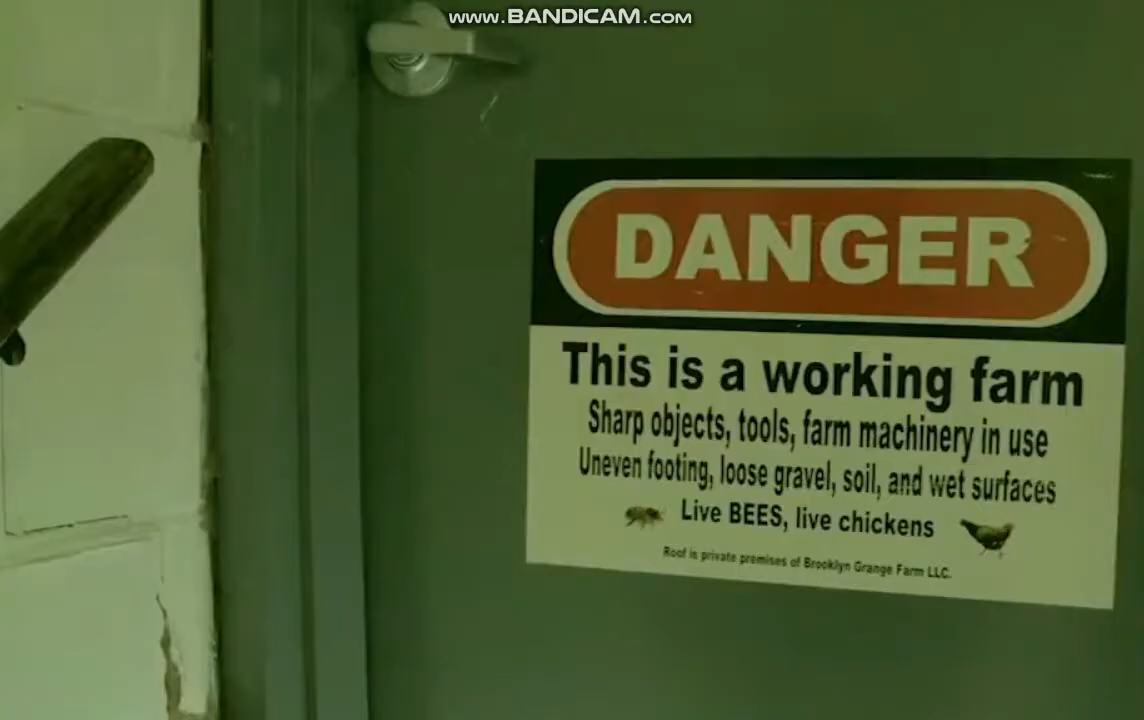 www.BANDICAM.com
DANGER
This is a working farm
Sharp objects, tools, farm machinery in use
Uneven footing, loose gravel, soil, and wet surfaces
Live BEES, live chickens
Roof is private premises of Brooklyn Grange Farm LLC.